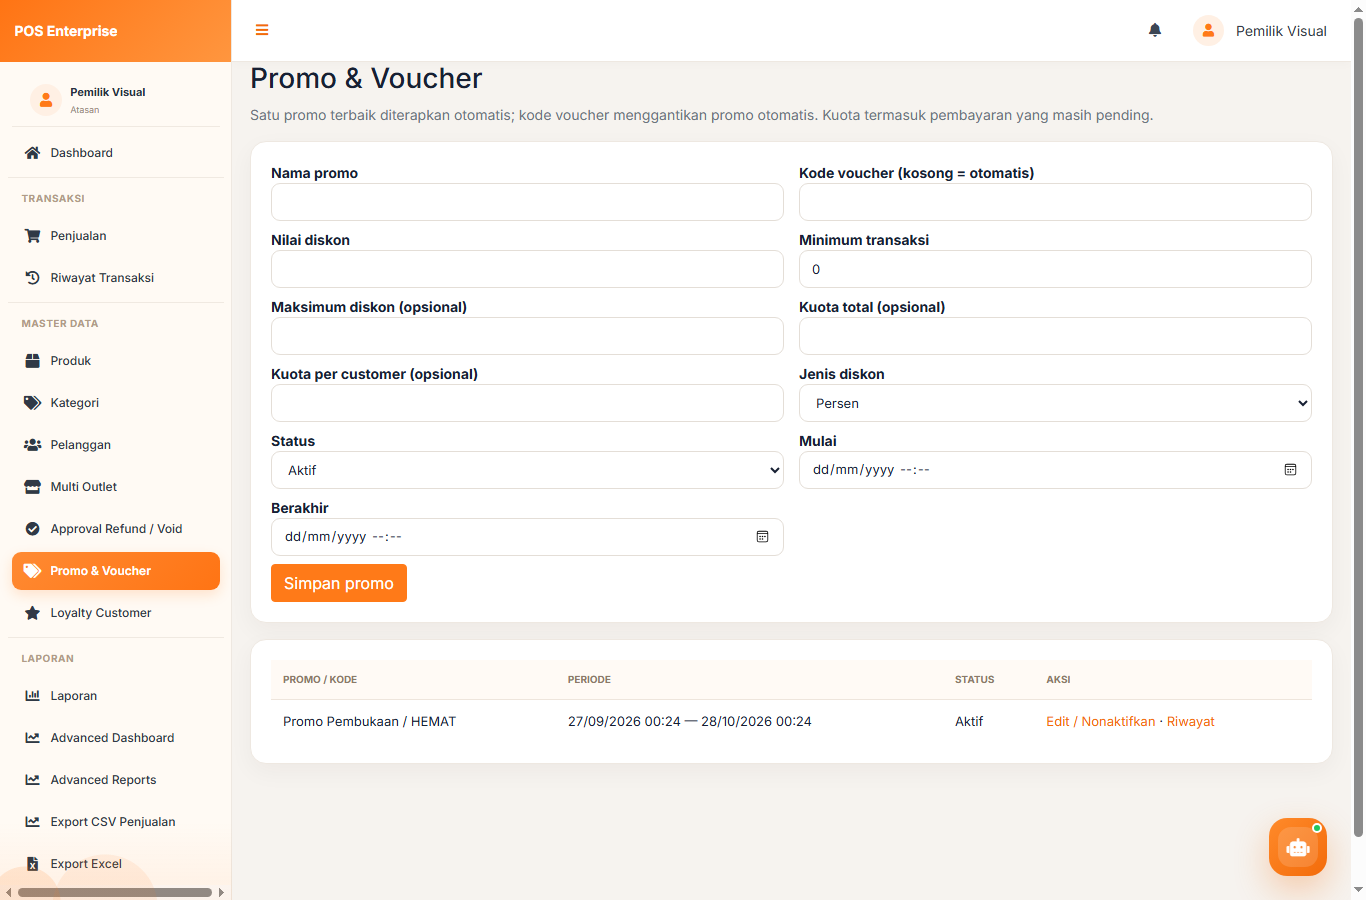 POS Enterprise
Pemilik Visual
Pemilik Visual
Atasan
Dashboard
TRANSAKSI
Penjualan
Riwayat Transaksi
MASTER DATA
Produk
Kategori
Pelanggan
Multi Outlet
Approval Refund / Void
Promo & Voucher
Loyalty Customer
LAPORAN
Laporan
Advanced Dashboard
Advanced Reports
Export CSV Penjualan
Export Excel
Promo & Voucher
Satu promo terbaik diterapkan otomatis; kode voucher menggantikan promo otomatis. Kuota termasuk pembayaran yang masih pending.
Nama promo
Kode voucher (kosong = otomatis)
Nilai diskon
Minimum transaksi
0
Maksimum diskon (opsional)
Kuota total (opsional)
Kuota per customer (opsional)
Jenis diskon
Persen
Status
Aktif
Mulai
dd/mm/yyyy --:--
Berakhir
dd/mm/yyyy --:--
Simpan promo
PROMO / KODE PERIODE STATUS AKSI
Promo Pembukaan / HEMAT 27/09/2026 00:24 — 28/10/2026 00:24 Aktif Edit / Nonaktifkan · Riwayat